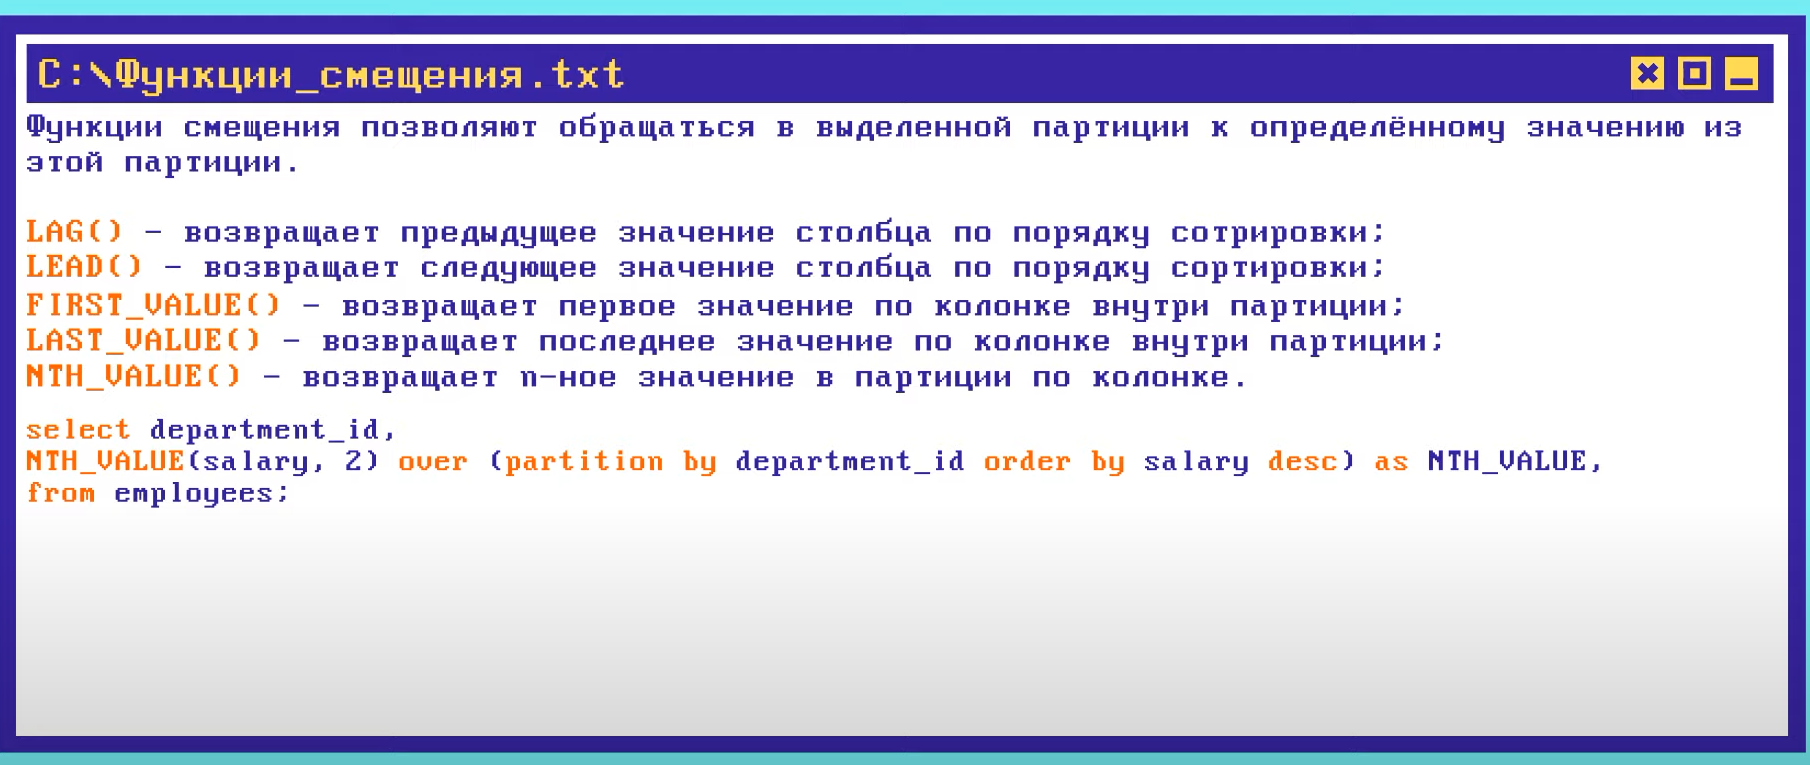 C:\Функции_смещения.txt
Функции смещения позволяют обращаться в выделенной партиции к определённому значению из
этой партиции.
LAG() – возвращает предыдущее значение столбца по порядку сотрировки;
LEAD() – возвращает следующее значение столбца по порядку сортировки;
FIRST_VALUE() – возвращает первое значение по колонке внутри партиции;
LAST_VALUE() – возвращает последнее значение по колонке внутри партиции;
NTH_VALUE() – возвращает n-ное значение в партиции по колонке.
select department_id,
NTH_VALUE(salary, 2) over (partition by department_id order by salary desc) as NTH_VALUE,
from employees;